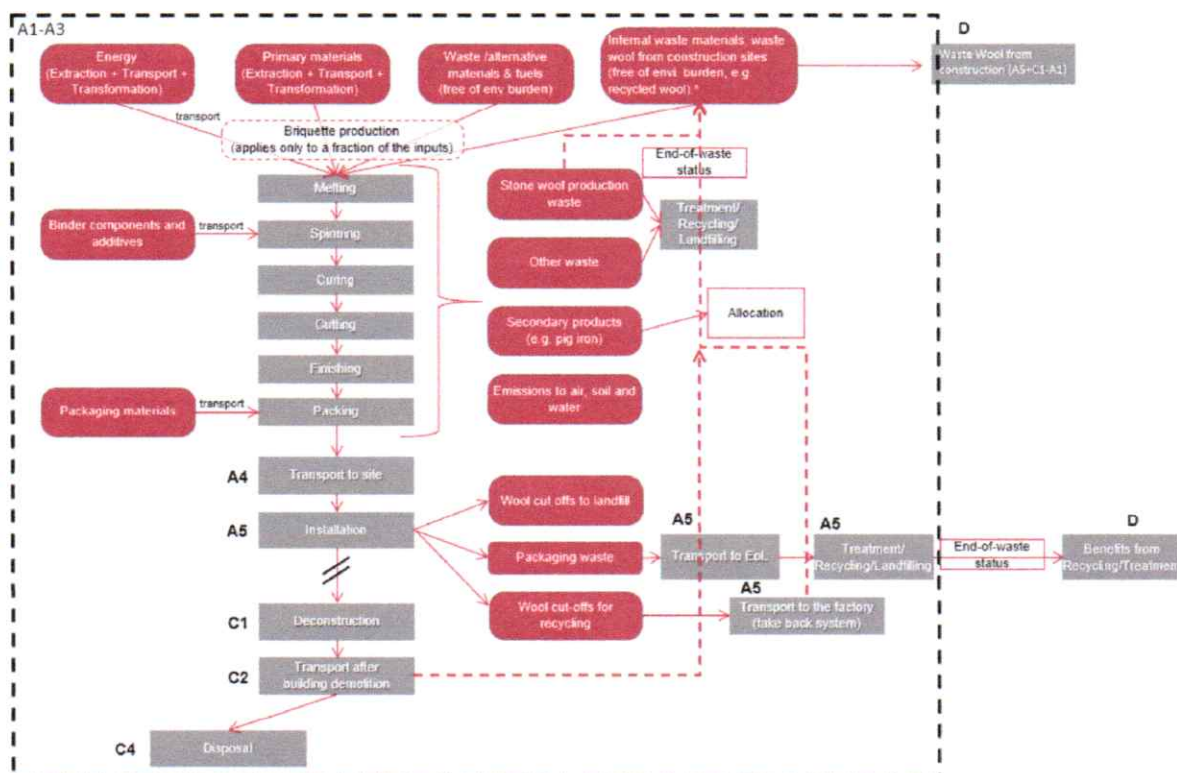 A1-A3
D
Energy
(Extraction + Transport +
Transformation)
Primary materials
(Extraction + Transport +
Transformation)
Waste /alternative
materials & fuels
(free of env burden)
Internal waste materials, waste
wool from construction sites
(free of envi. burden, e.g.
recycled wool).*
Waste Wool from
construction (A5+C1-A1)
transport
Briquette production
(applies only to a fraction of the inputs)
End-of-waste
status
Melting
Stone wool production
waste
Treatment/
Recycling/
Landfilling
Binder components and
additives
transport
Spinning
Other waste
Curing
Secondary products
(e.g. pig iron)
Allocation
Cutting
Finishing
Emissions to air, soil and
water
Packaging materials
transport
Packing
A4
Transport to site
Wool cut offs to landfill
A5
Installation
A5
A5
D
Packaging waste
Transport to EoL
Treatment/
Recycling/Landfilling
End-of-waste
status
Benefits from
Recycling/Treatment
A5
Wool cut-offs for
recycling
Transport to the factory
(take back system)
C1
Deconstruction
C2
Transport after
building demolition
C4
Disposal